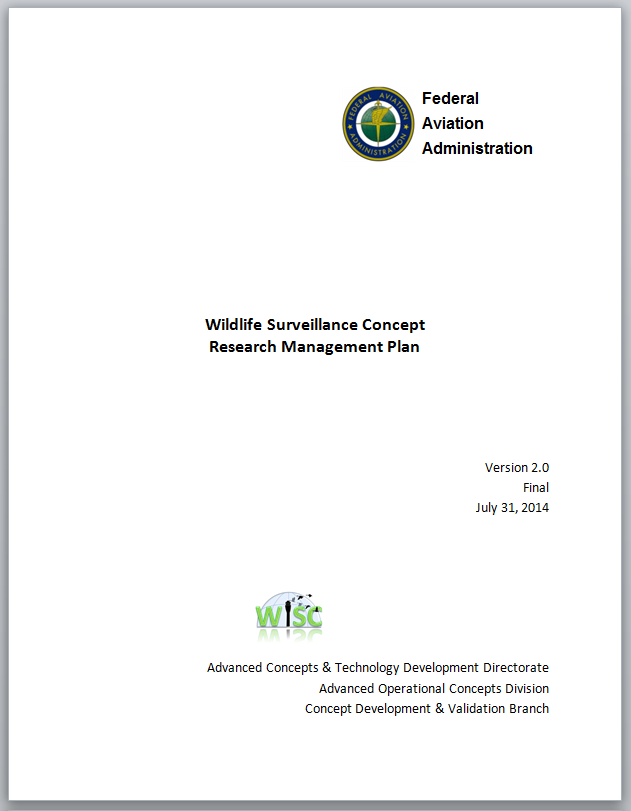 FEDERAL AVIATION ADMINISTRATION
Federal
Aviation
Administration
Wildlife Surveillance Concept
Research Management Plan
Version 2.0
Final
July 31, 2014
WiSC
Advanced Concepts & Technology Development Directorate
Advanced Operational Concepts Division
Concept Development & Validation Branch